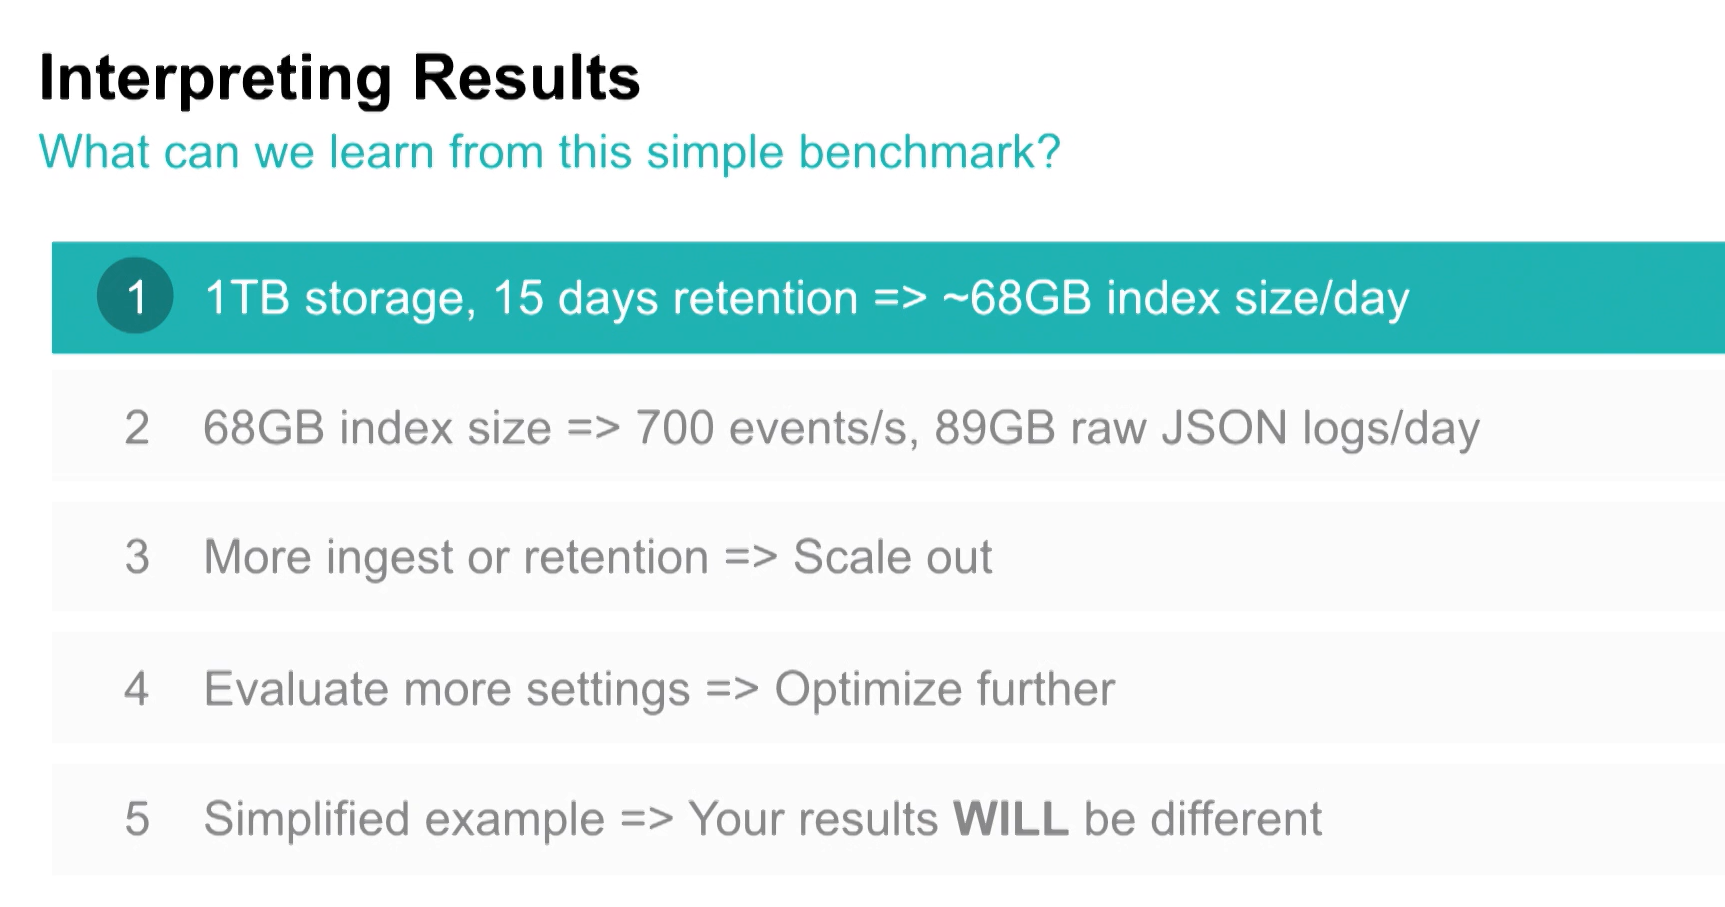 Interpreting Results
What can we learn from this simple benchmark?
1 1TB storage, 15 days retention => ~68GB index size/day
2 68GB index size => 700 events/s, 89GB raw JSON logs/day
3 More ingest or retention => Scale out
4 Evaluate more settings => Optimize further
5 Simplified example => Your results WILL be different